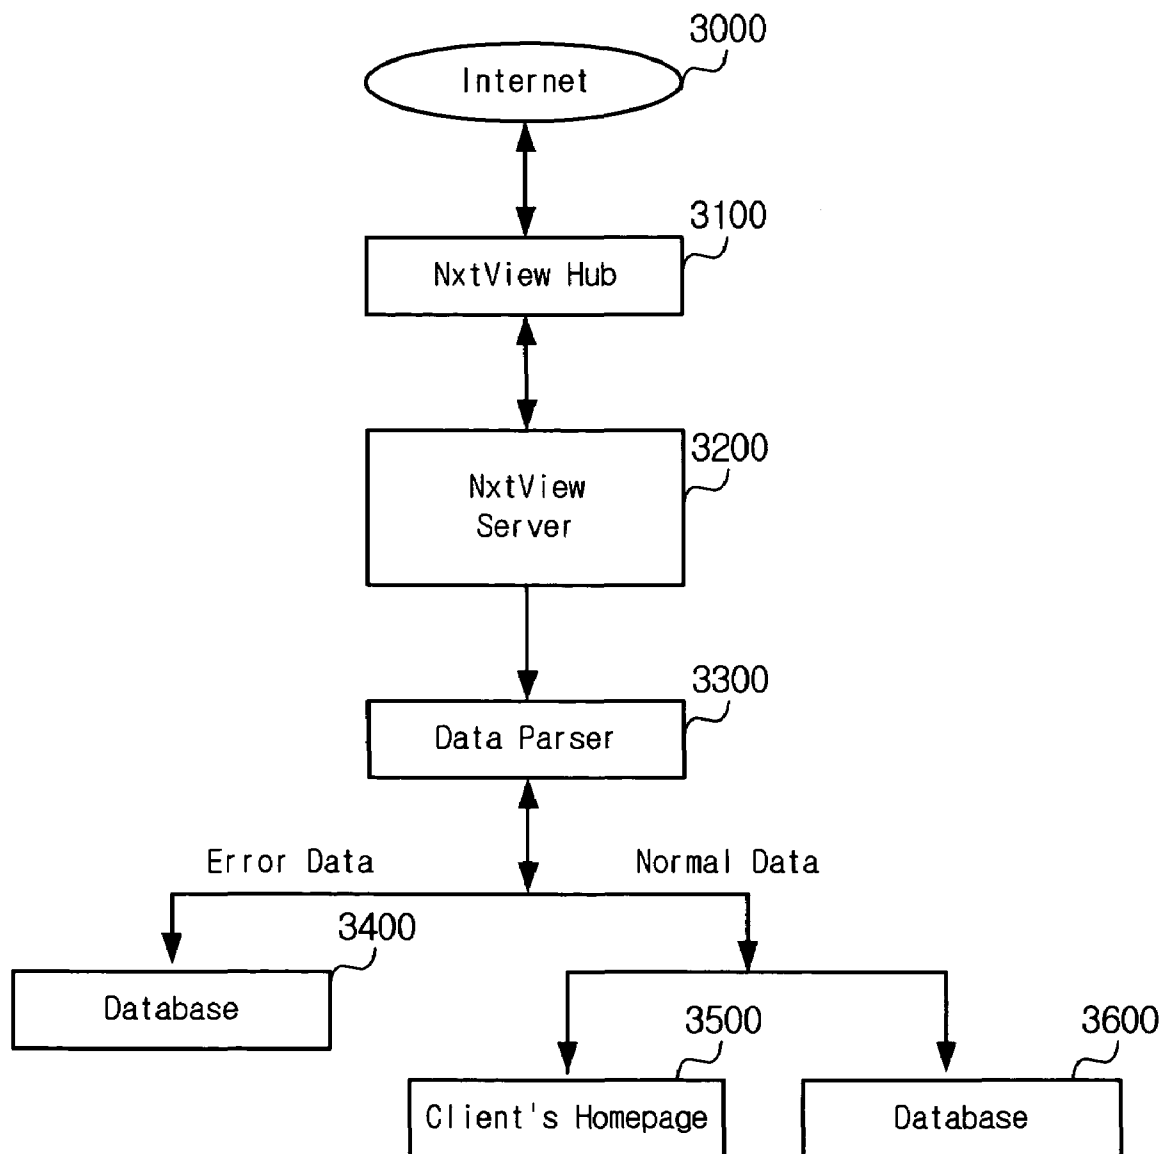 3000
Internet
3100
NxtView Hub
3200
NxtView
Server
3300
Data Parser
Error Data
Normal Data
3400
Database
3500
3600
Client's Homepage
Database